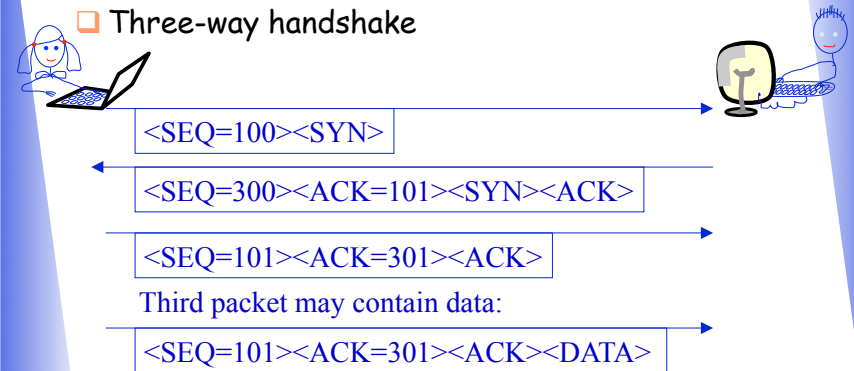 Three-way handshake
<SEQ=100><SYN>
<SEQ=300><ACK=101><SYN><ACK>
<SEQ=101><ACK=301><ACK>
Third packet may contain data:
<SEQ=101><ACK=301><ACK><DATA>